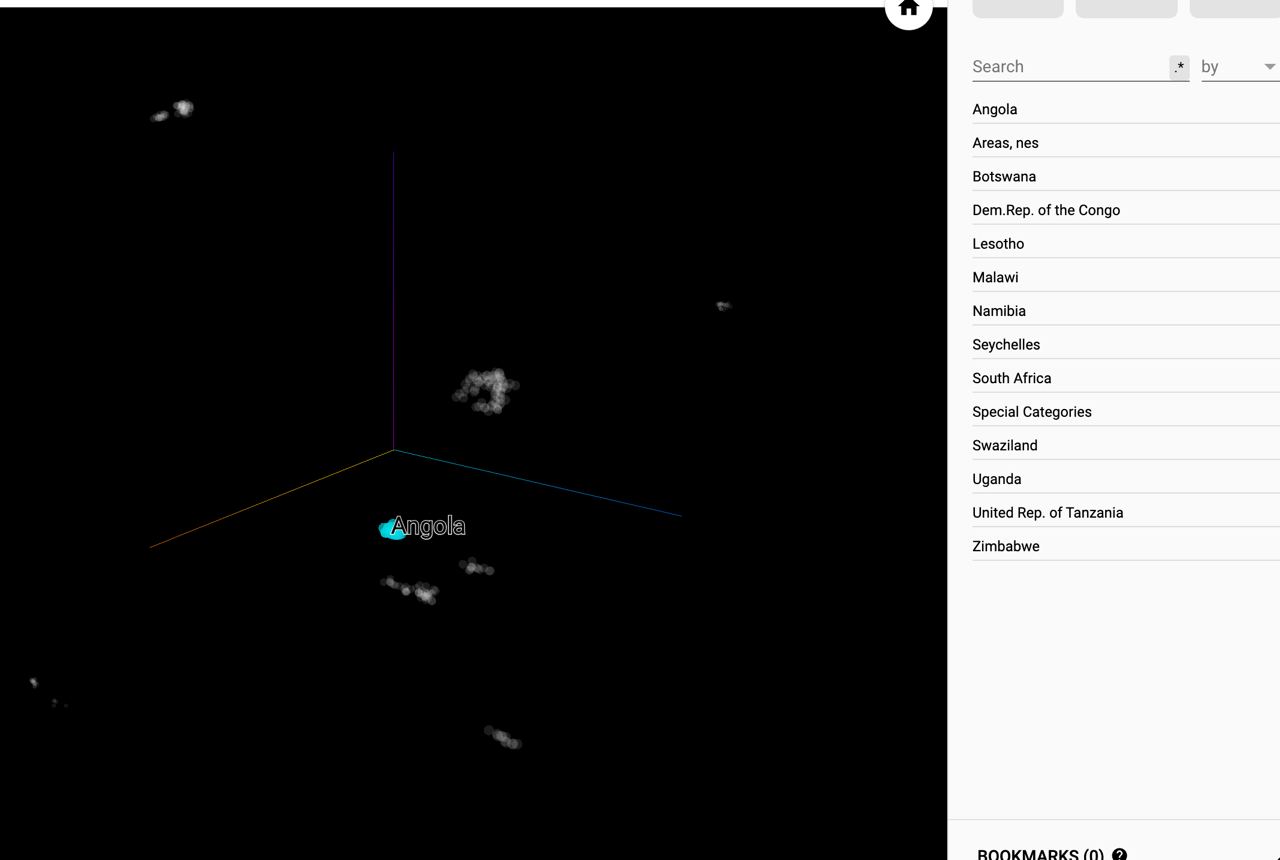 Search .* by
Angola
Areas, nes
Botswana
Dem.Rep. of the Congo
Lesotho
Malawi
Namibia
Seychelles
South Africa
Special Categories
Swaziland
Uganda
United Rep. of Tanzania
Zimbabwe
Angola
BOOKMARKS (0) ?